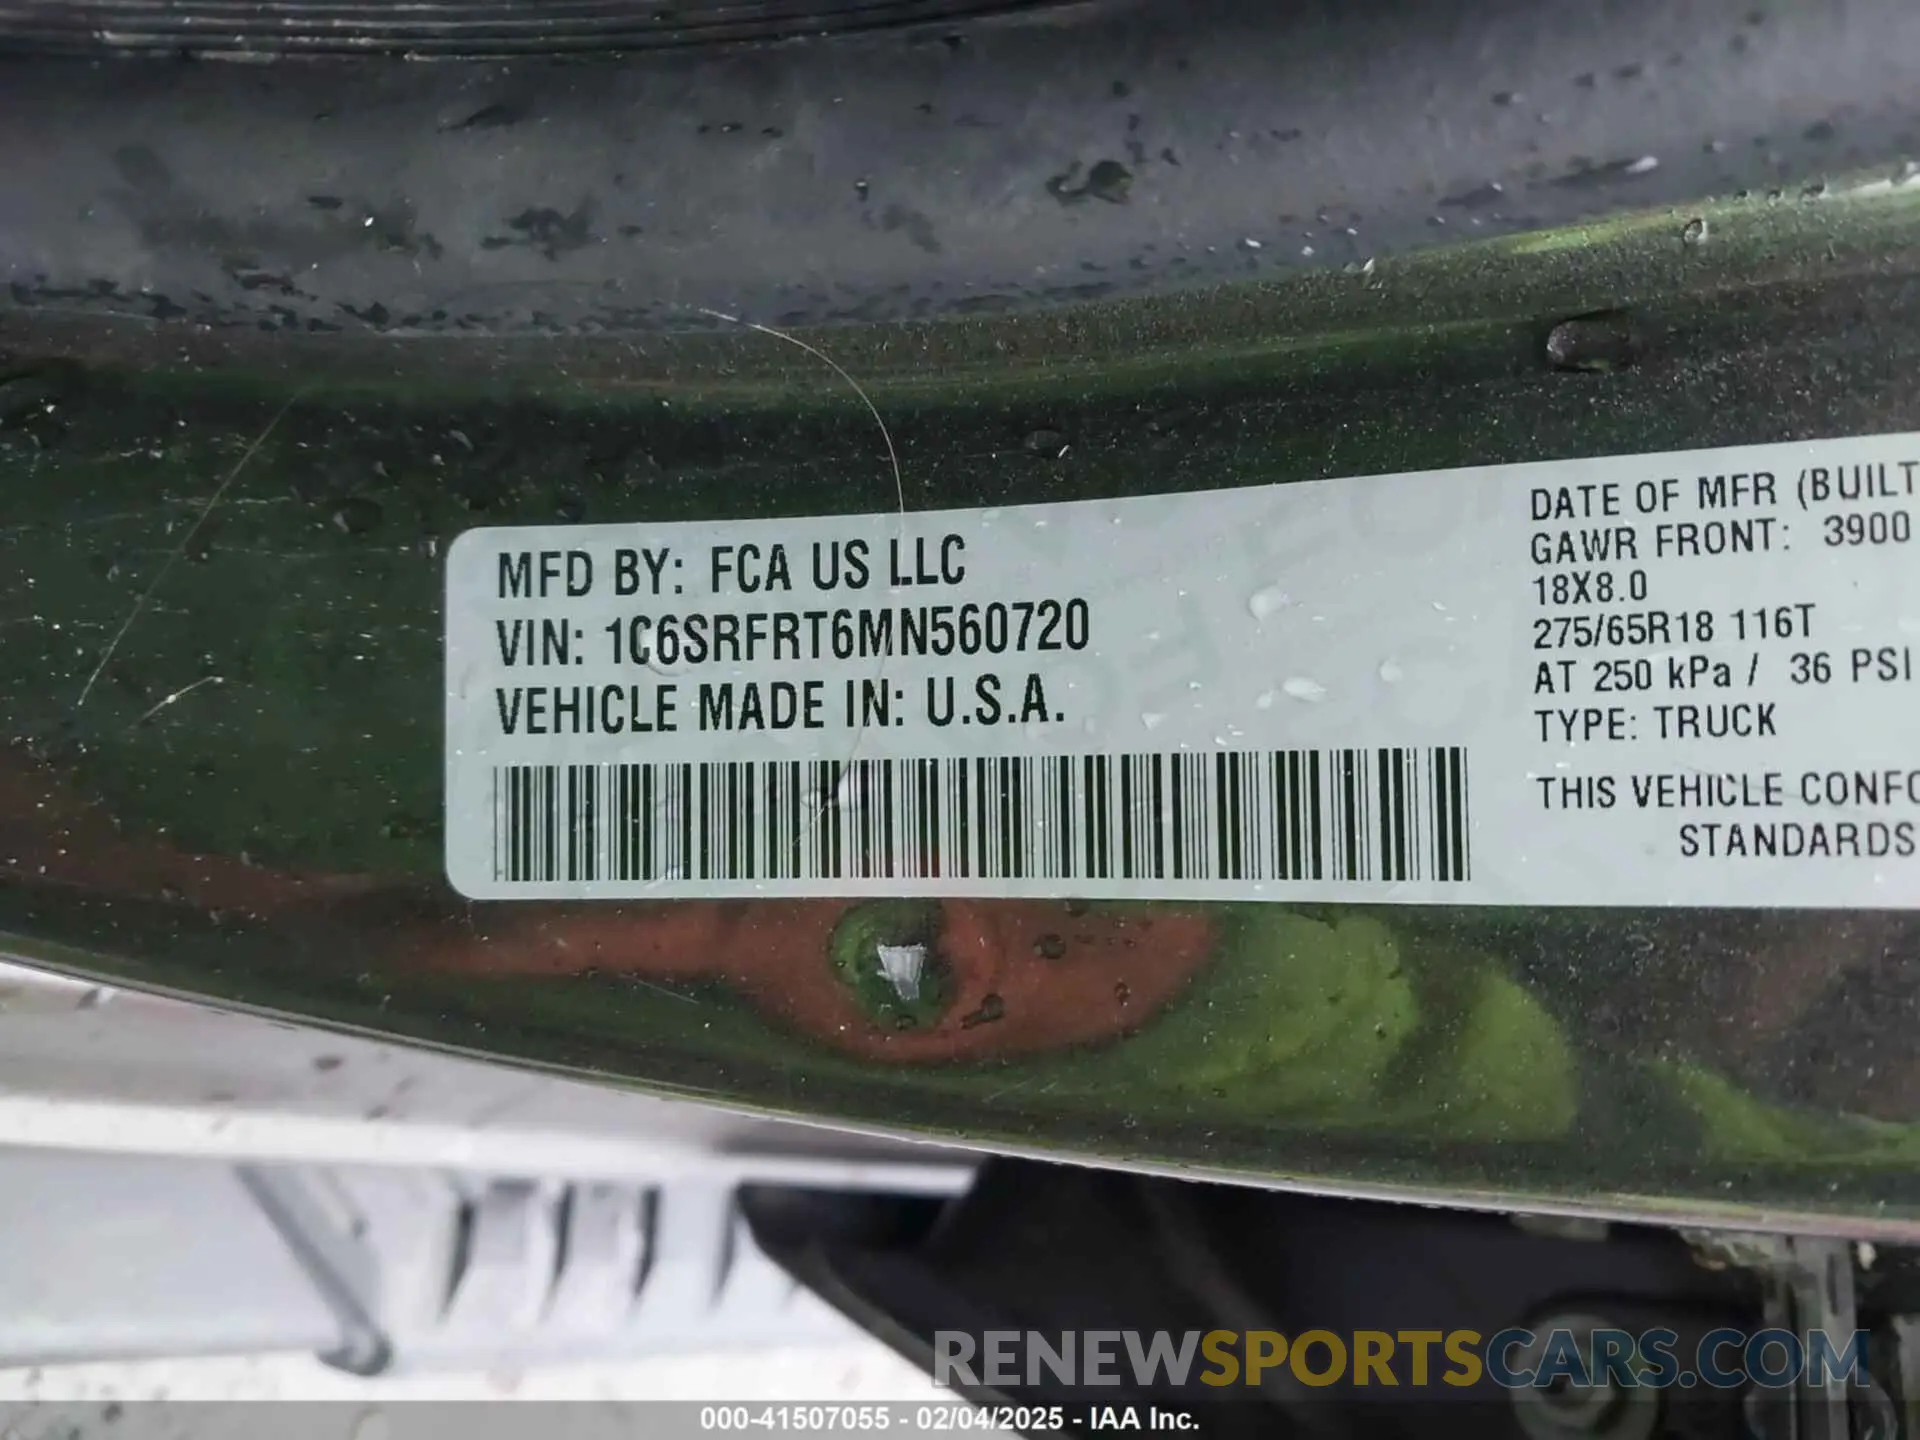 MFD BY: FCA US LLC
VIN: 1C6SRFRT6MN560720
VEHICLE MADE IN: U.S.A.
DATE OF MFR (BUILT
GAWR FRONT: 3900
18X8.0
275/65R18 116T
AT 250 kPa / 36 PSI
TYPE: TRUCK
THIS VEHICLE CONFO
STANDARDS
RENEWSPORTSCARS.COM
000-41507055 - 02/04/2025 - IAA Inc.